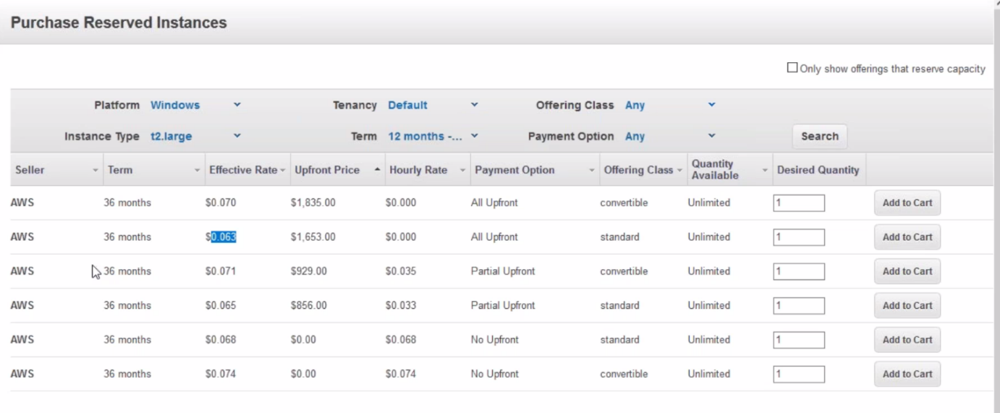 Purchase Reserved Instances
Only show offerings that reserve capacity
Platform Windows Tenancy Default Offering Class Any
Instance Type t2.large Term 12 months -... Payment Option Any Search
Seller Term Effective Rate Upfront Price Hourly Rate Payment Option Offering Class Quantity Available Desired Quantity
AWS 36 months $0.070 $1,835.00 $0.000 All Upfront convertible Unlimited 1 Add to Cart
AWS 36 months $0.063 $1,653.00 $0.000 All Upfront standard Unlimited 1 Add to Cart
AWS 36 months $0.071 $929.00 $0.035 Partial Upfront convertible Unlimited 1 Add to Cart
AWS 36 months $0.065 $856.00 $0.033 Partial Upfront standard Unlimited 1 Add to Cart
AWS 36 months $0.068 $0.00 $0.068 No Upfront standard Unlimited 1 Add to Cart
AWS 36 months $0.074 $0.00 $0.074 No Upfront convertible Unlimited 1 Add to Cart